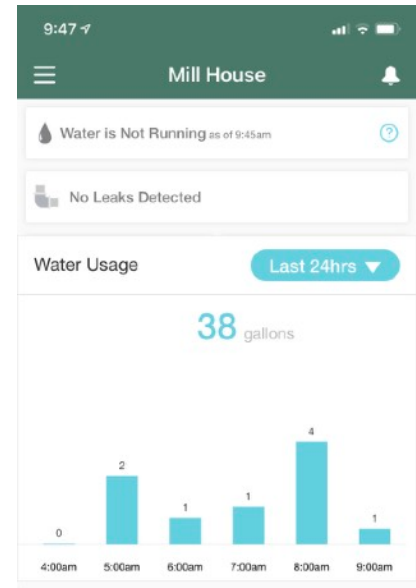 9:47
Mill House
Water is Not Running as of 9:45am ?
No Leaks Detected
Water Usage
Last 24hrs
38 gallons
0 2 1 1 4 1
4:00am 5:00am 6:00am 7:00am 8:00am 9:00am